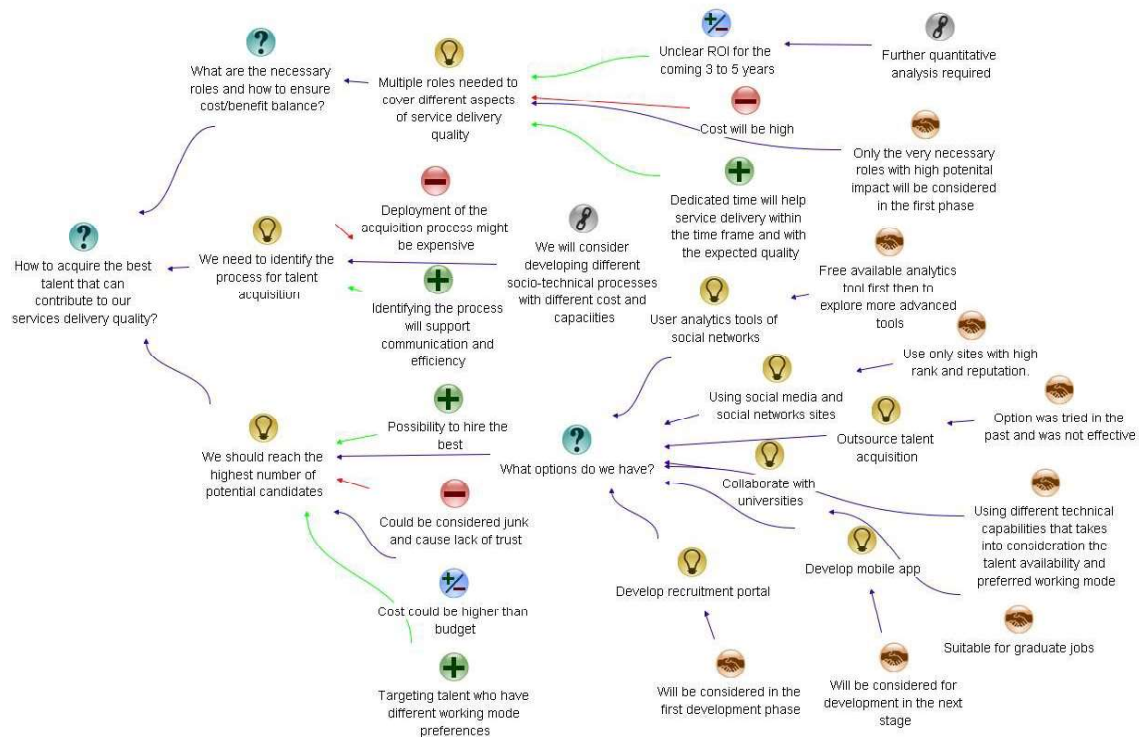 What are the necessary
roles and how to ensure
cost/benefit balance?
Multiple roles needed to
cover different aspects
of service delivery
quality
Unclear ROI for the
coming 3 to 5 years
Further quantitative
analysis required
Cost will be high
Only the very necessary
roles with high potenital
impact will be considered
in the first phase
Dedicated time will help
service delivery within
the time frame and with
the expected quality
How to acquire the best
talent that can
contribute to our
services delivery quality?
We need to identify the
process for talent
acquisition
Deployment of the
acquisition process might
be expensive
Identifying the process
will support
communication and
efficiency
We will consider
developing different
socio-technical processes
with different cost and
capaciities
Free available analytics
tool first then to
explore more advanced
tools
User analytics tools of
social networks
Use only sites with high
rank and reputation.
Using social media and
social networks sites
Option was tried in the
past and was not effective
Outsource talent
acquisition
We should reach the
highest number of
potential candidates
Possibility to hire the
best
What options do we have?
Collaborate with
universities
Could be considered junk
and cause lack of trust
Using different technical
capabilities that takes
into consideration the
talent availability and
preferred working mode
Cost could be higher than
budget
Develop recruitment portal
Develop mobile app
Suitable for graduate jobs
Targeting talent who have
different working mode
preferences
Will be considered in the
first development phase
Will be considered for
development in the next
stage